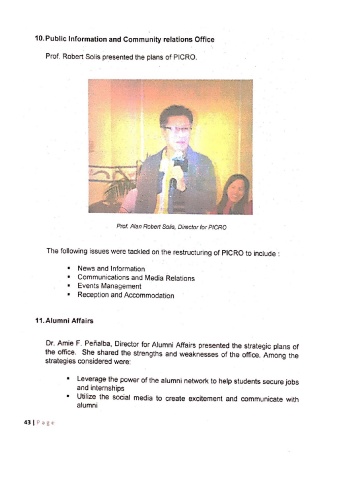 10. Public Information and Community relations Office
Prof. Robert Solis presented the plans of PICRO.
Prof. Alan Robert Solis, Director for PICRO
The following issues were tackled on the restructuring of PICRO to include :
▪ News and Information
▪ Communications and Media Relations
▪ Events Management
▪ Reception and Accommodation
11. Alumni Affairs
Dr. Amie F. Peñalba, Director for Alumni Affairs presented the strategic plans of
the office. She shared the strengths and weaknesses of the office. Among the
strategies considered were:
▪ Leverage the power of the alumni network to help students secure jobs
and internships
▪ Utilize the social media to create excitement and communicate with
alumni
43 | Page